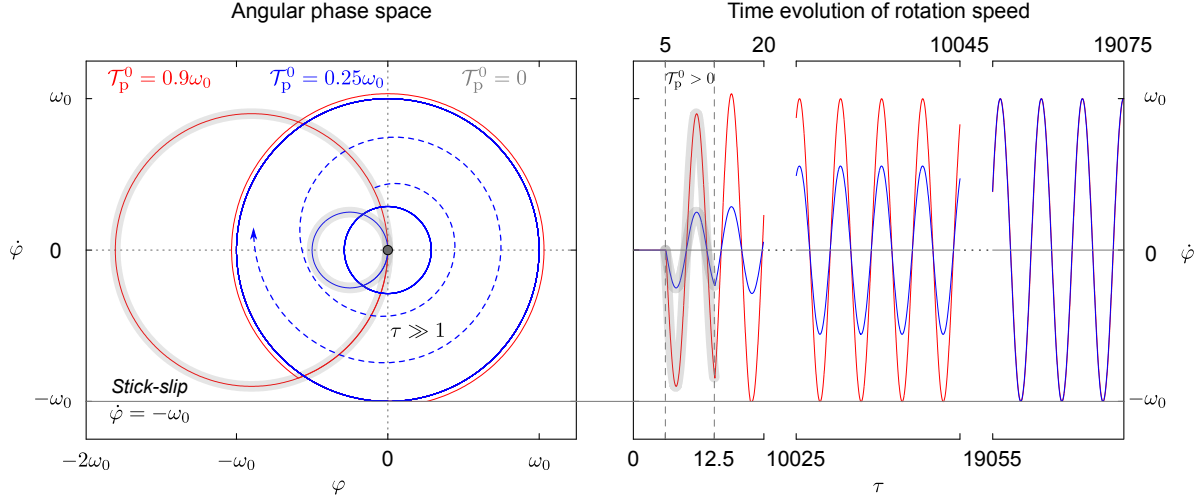 Angular phase space
Time evolution of rotation speed
5 20 10045 19075
𝒯ₚ⁰ = 0.9ω₀ 𝒯ₚ⁰ = 0.25ω₀ 𝒯ₚ⁰ = 0
𝒯ₚ⁰ > 0
ω₀
ω₀
φ̇ 0
0 φ̇
τ ≫ 1
Stick-slip
φ̇ = −ω₀
−ω₀
−ω₀
−2ω₀ −ω₀ 0 ω₀
φ
0 12.5 10025 19055
τ